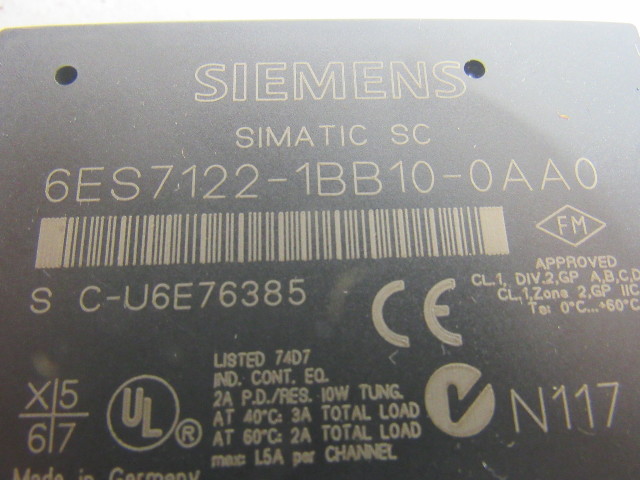 SIEMENS
SIMATIC SC
6ES7122-1BB10-0AA0
FM
S C-U6E76385
APPROVED
CL.1, DIV.2,GP A,B,C,D
CL.1,Zone 2,GP IIC
Ta: 0°C...+60°C
CE
LISTED 74D7
IND. CONT. EQ.
2A P.D./RES. 10W TUNG.
AT 40°C: 3A TOTAL LOAD
AT 60°C: 2A TOTAL LOAD
max: 1.5A per CHANNEL
X 5
6 7
UL ®
N117
Made in Germany